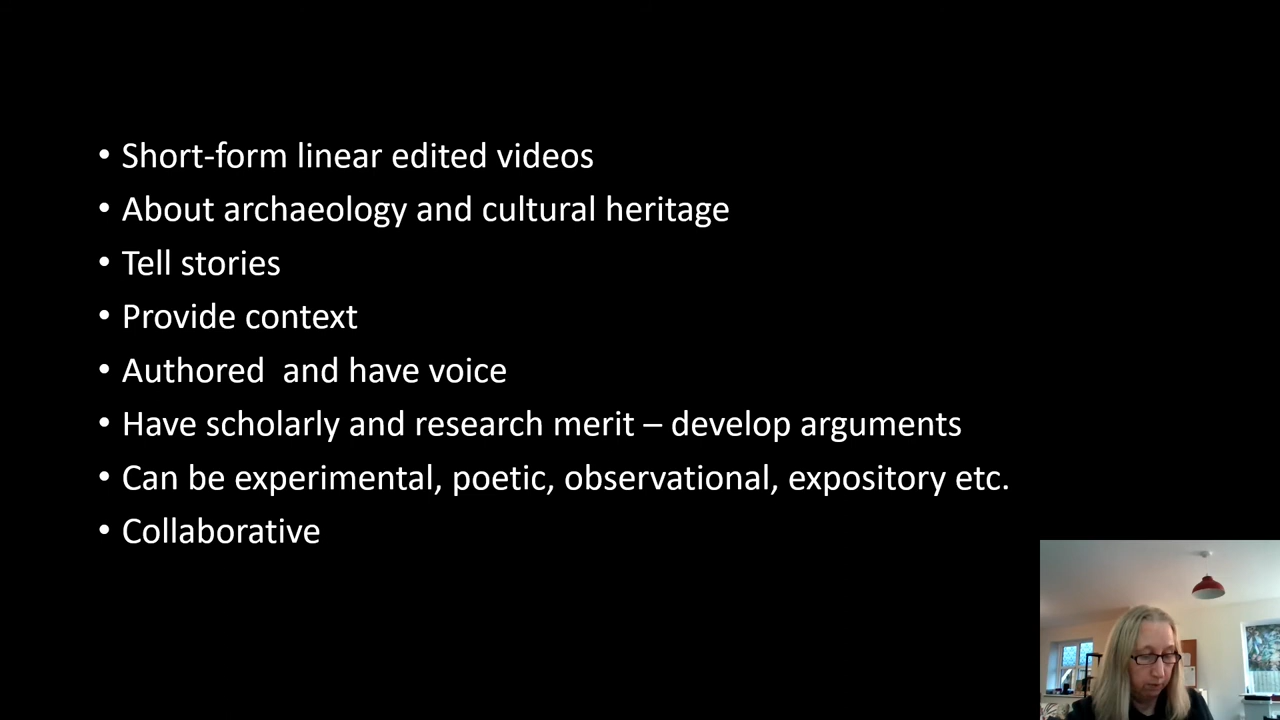 • Short-form linear edited videos
• About archaeology and cultural heritage
• Tell stories
• Provide context
• Authored  and have voice
• Have scholarly and research merit – develop arguments
• Can be experimental, poetic, observational, expository etc.
• Collaborative